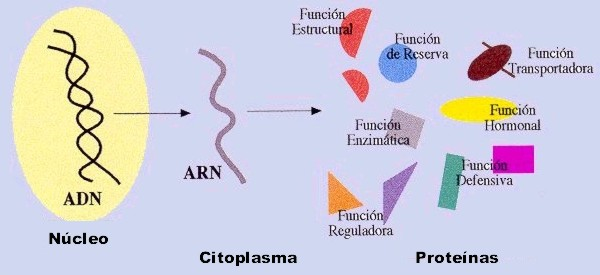 Función
Estructural
Función
de Reserva
Función
Transportadora
Función
Enzimática
Función
Hormonal
Función
Defensiva
Función
Reguladora
ADN
ARN
Núcleo
Citoplasma
Proteínas